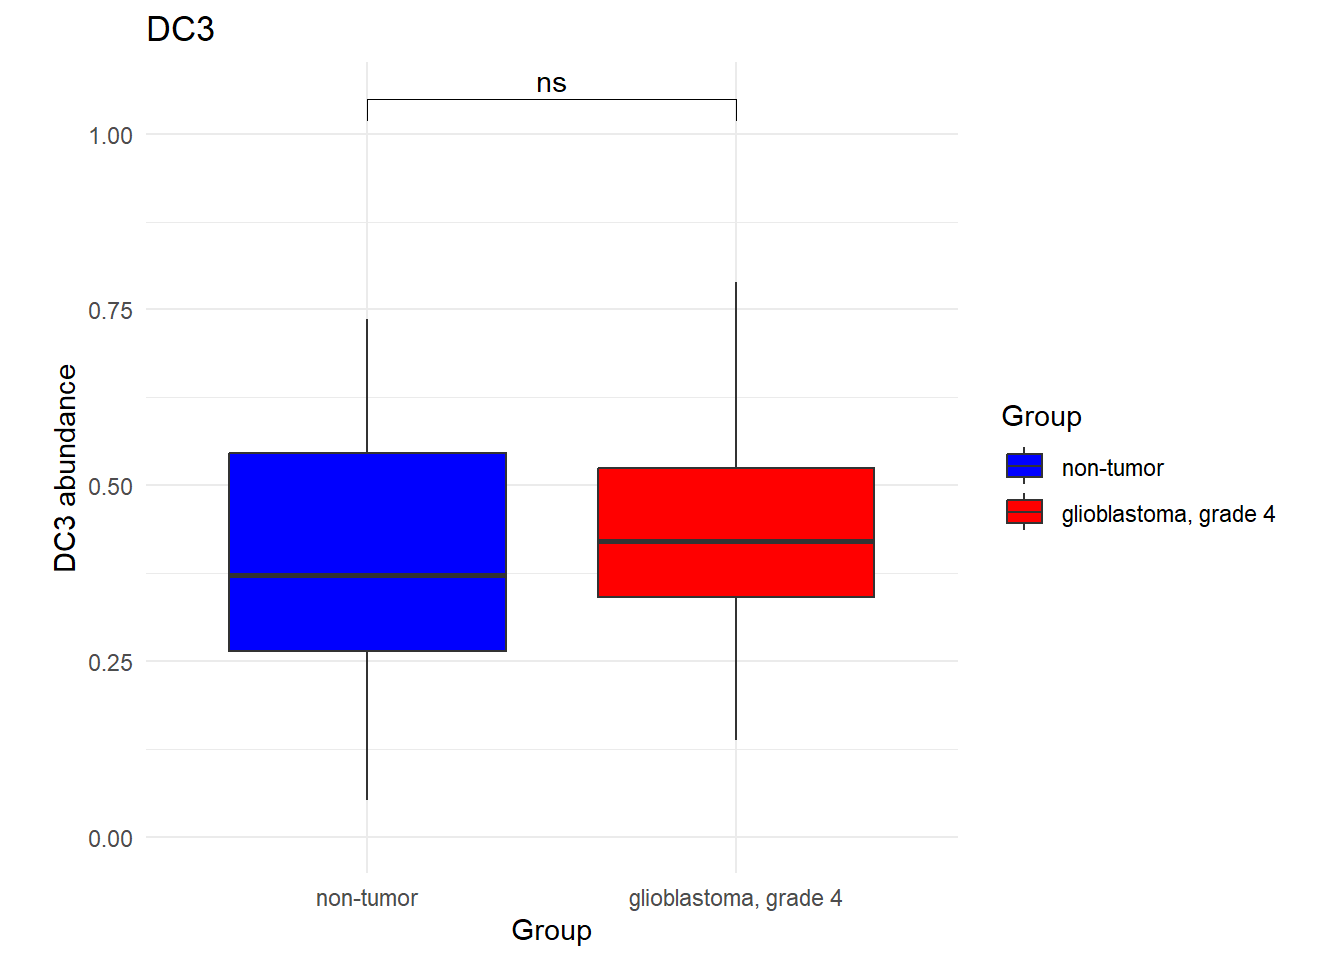 DC3
ns
1.00
0.75
0.50
0.25
0.00
DC3 abundance
non-tumor
glioblastoma, grade 4
Group
Group
non-tumor
glioblastoma, grade 4